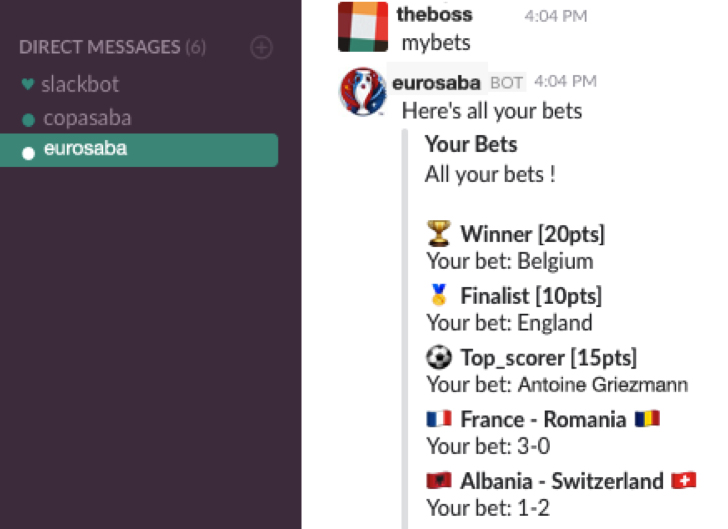 DIRECT MESSAGES (6)
slackbot
copasaba
eurosaba
theboss 4:04 PM
mybets
eurosaba BOT 4:04 PM
Here's all your bets
Your Bets
All your bets !
Winner [20pts]
Your bet: Belgium
Finalist [10pts]
Your bet: England
Top_scorer [15pts]
Your bet: Antoine Griezmann
France - Romania
Your bet: 3-0
Albania - Switzerland
Your bet: 1-2